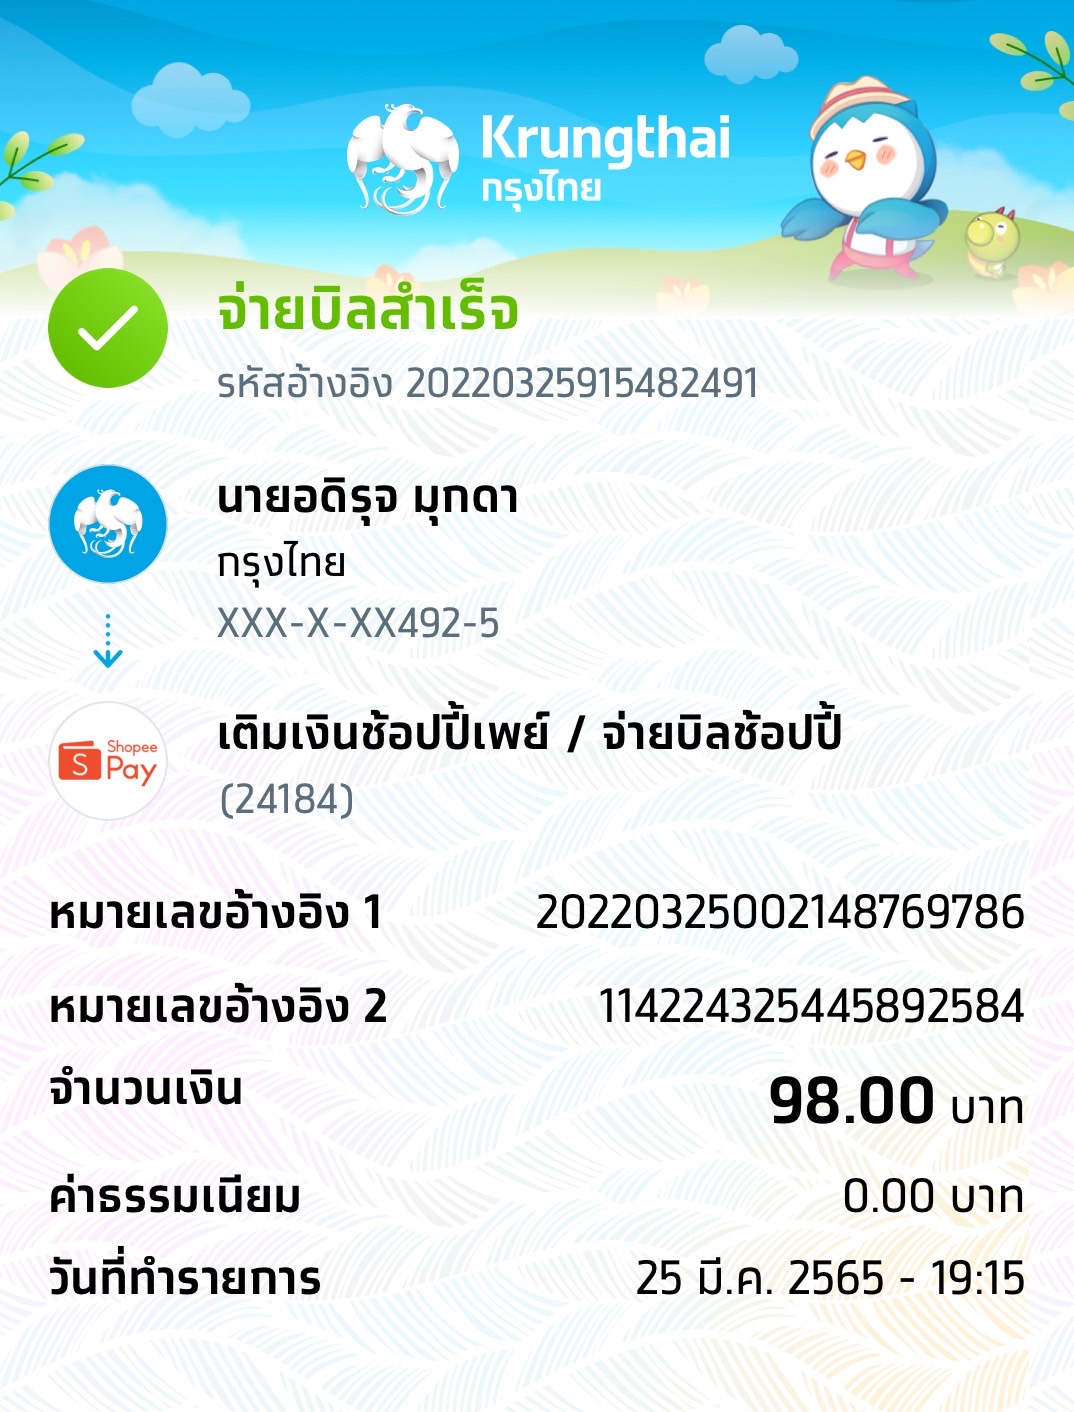 Krungthai
กรุงไทย
จ่ายบิลสำเร็จ
รหัสอ้างอิง 20220325915482491
นายอดิรุจ มุกดา
กรุงไทย
XXX-X-XX492-5
Shopee
S Pay
เติมเงินช้อปปี้เพย์ / จ่ายบิลช้อปปี้
(24184)
หมายเลขอ้างอิง 1 20220325002148769786
หมายเลขอ้างอิง 2 114224325445892584
จำนวนเงิน 98.00 บาท
ค่าธรรมเนียม 0.00 บาท
วันที่ทำรายการ 25 มี.ค. 2565 - 19:15